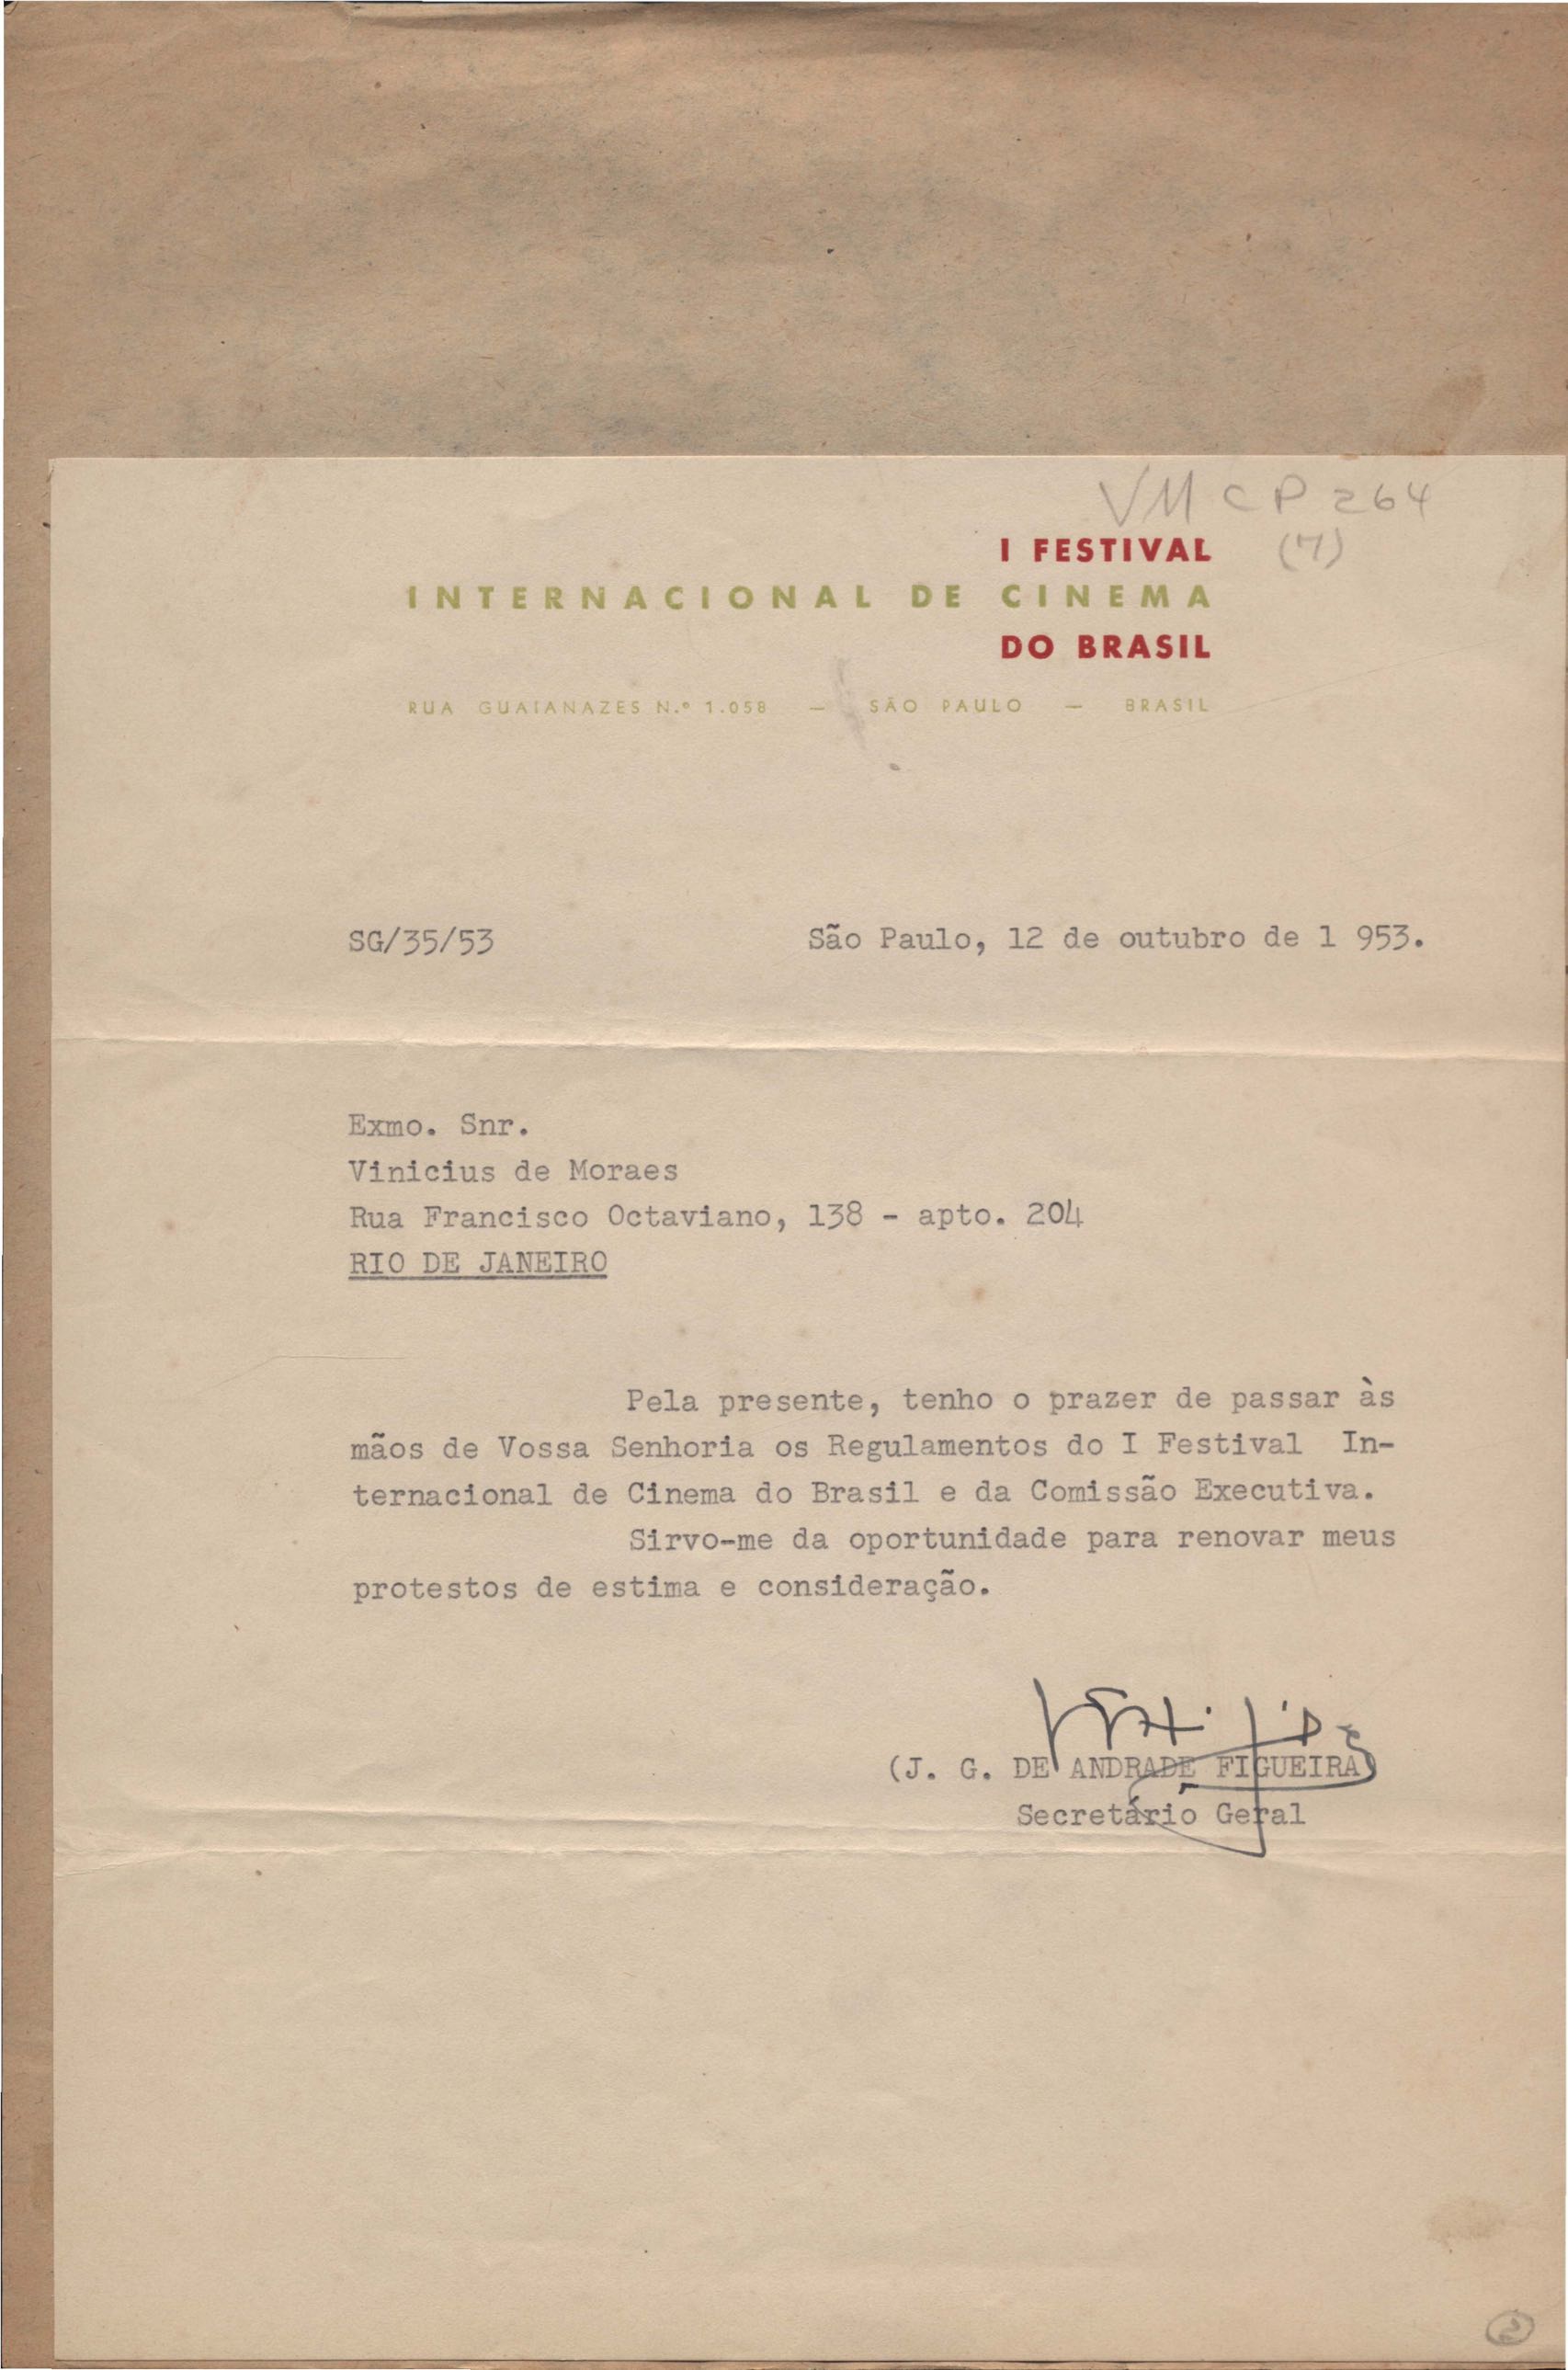 VM CP 264
(7)
I FESTIVAL
INTERNACIONAL DE CINEMA
DO BRASIL
RUA GUAIANAZES N.º 1.058 — SÃO PAULO — BRASIL
SG/35/53 São Paulo, 12 de outubro de 1 953.
Exmo. Snr.
Vinicius de Moraes
Rua Francisco Octaviano, 138 - apto. 204
RIO DE JANEIRO
Pela presente, tenho o prazer de passar às
mãos de Vossa Senhoria os Regulamentos do I Festival In-
ternacional de Cinema do Brasil e da Comissão Executiva.
Sirvo-me da oportunidade para renovar meus
protestos de estima e consideração.
(J. G. DE ANDRADE FIGUEIRA)
Secretário Geral
2